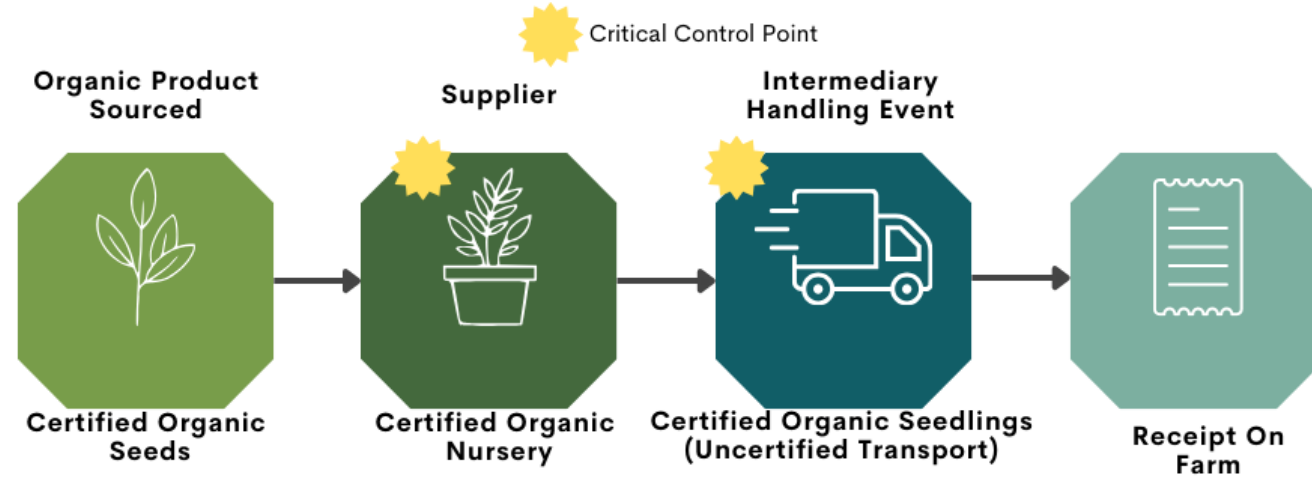 Critical Control Point
Organic Product
Sourced
Supplier
Intermediary
Handling Event
Certified Organic
Seeds
Certified Organic
Nursery
Certified Organic Seedlings
(Uncertified Transport)
Receipt On
Farm